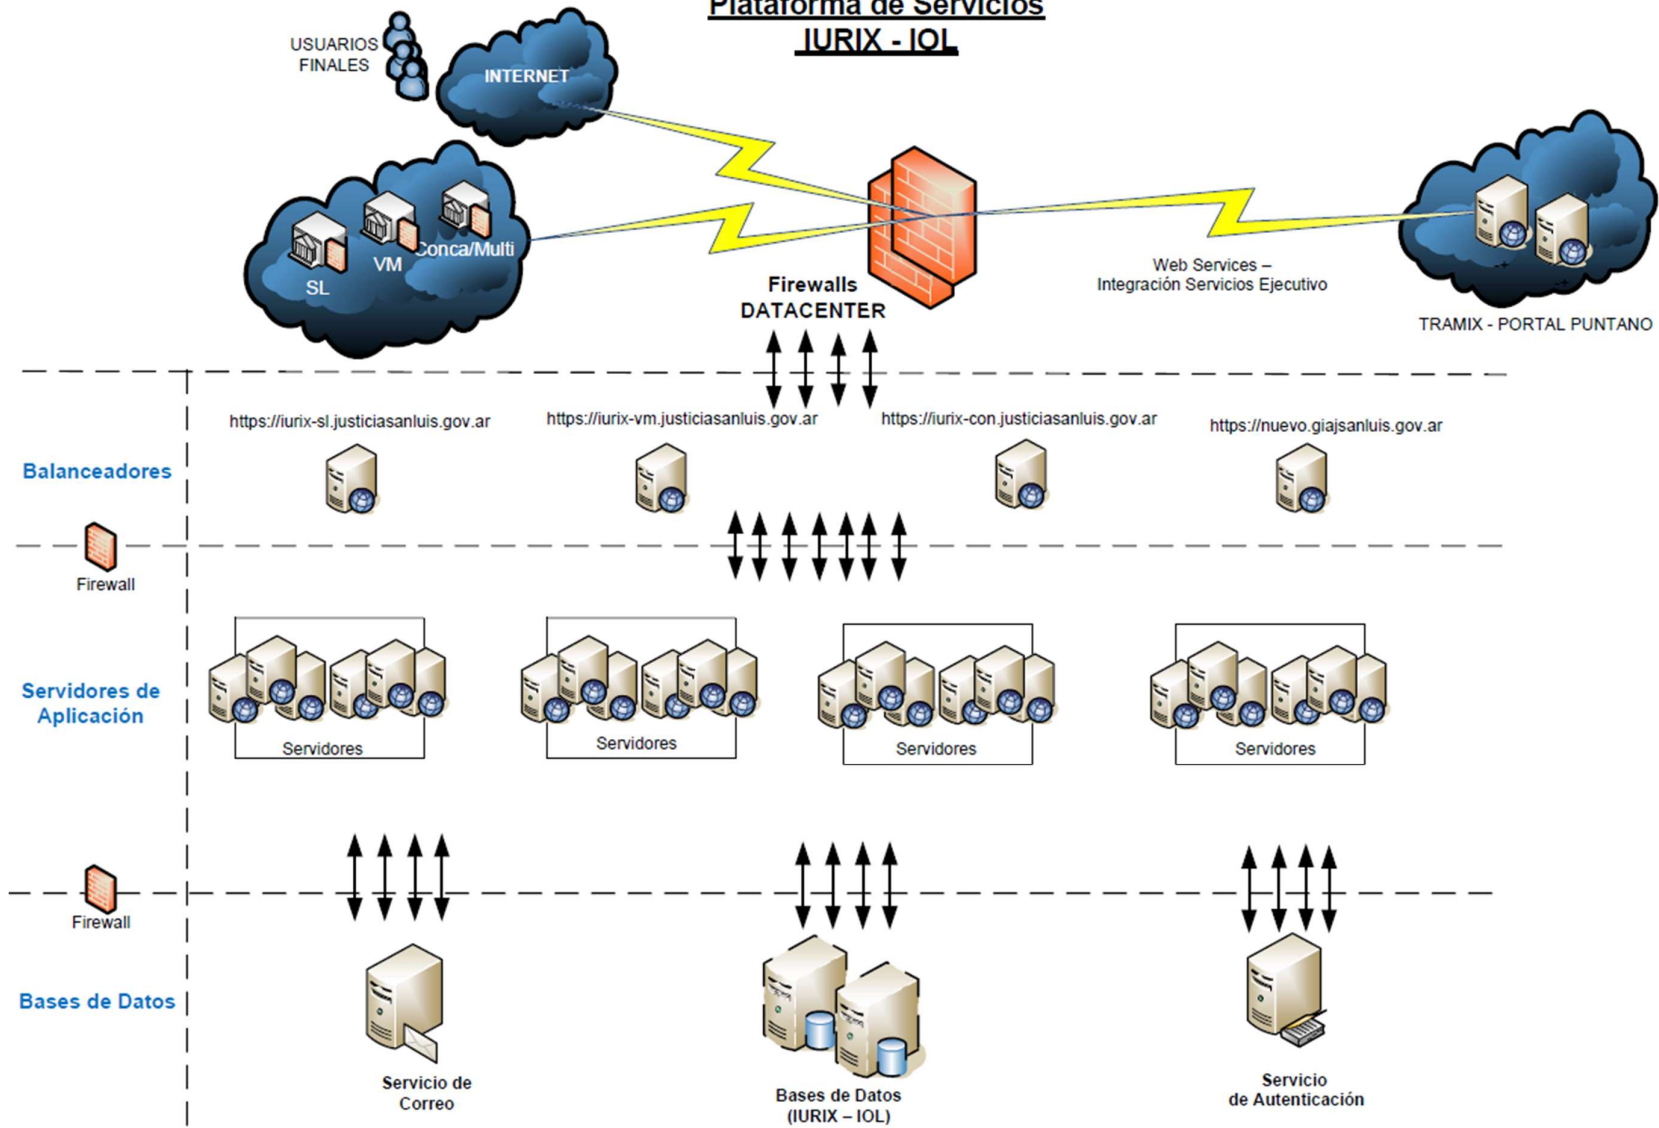 Plataforma de Servicios
IURIX - IOL
USUARIOS
FINALES
INTERNET
SL
VM
Conca/Multi
Firewalls
DATACENTER
Web Services –
Integración Servicios Ejecutivo
TRAMIX - PORTAL PUNTANO
https://iurix-sl.justiciasanluis.gov.ar
https://iurix-vm.justiciasanluis.gov.ar
https://iurix-con.justiciasanluis.gov.ar
https://nuevo.giajsanluis.gov.ar
Balanceadores
Firewall
Servidores de
Aplicación
Servidores
Servidores
Servidores
Servidores
Firewall
Bases de Datos
Servicio de
Correo
Bases de Datos
(IURIX – IOL)
Servicio
de Autenticación